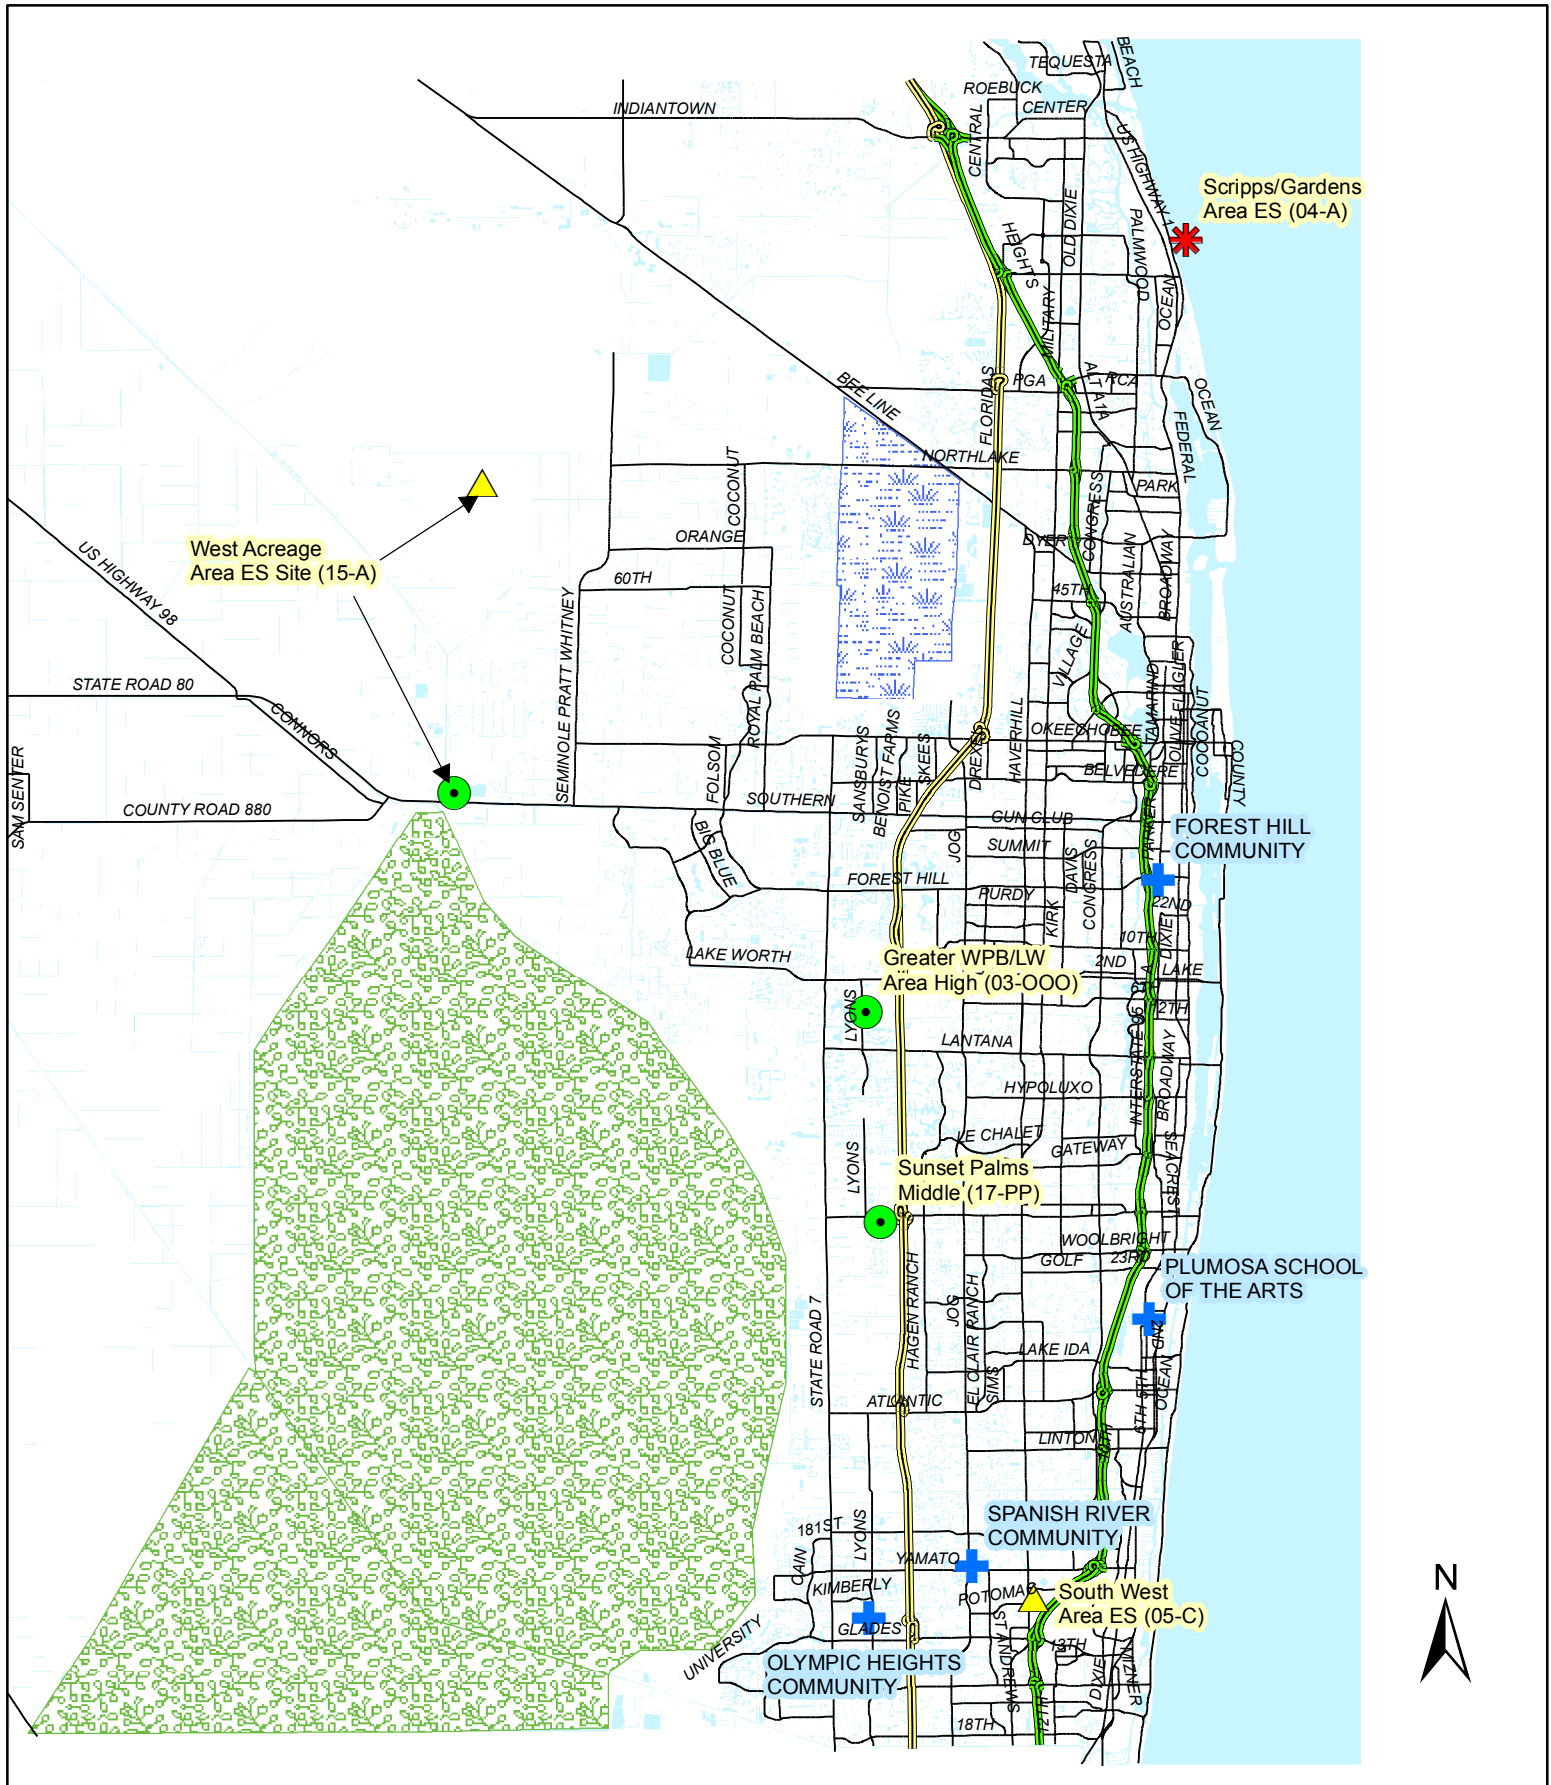 BEACH
TEQUESTA
ROEBUCK
CENTER
INDIANTOWN
CENTRAL
US HIGHWAY 1
Scripps/Gardens
Area ES (04-A)
OLD DIXIE
PALMWOOD
HEIGHTS
OCEAN
MILITARY
BEE LINE
FLORIDAS
PGA
ALT A1A
RCA
OCEAN
FEDERAL
NORTHLAKE
COCONUT
PARK
CONGRESS
ORANGE
DYER
West Acreage
Area ES Site (15-A)
US HIGHWAY 98
60TH
45TH
AUSTRALIAN
BROADWAY
COCONUT
ROYAL PALM BEACH
SEMINOLE PRATT WHITNEY
VILLAGE
STATE ROAD 80
CONNORS
TAMARIND
OLIVE
FLAGLER
COCOANUT
COUNTY
OKEECHOBEE
HAVERHILL
DREXEL
SKEES
PIKE
BENOIST FARMS
SANSBURYS
FOLSOM
BELVEDERE
SAM SENTER
COUNTY ROAD 880
SOUTHERN
GUN CLUB
PARKER
FOREST HILL
COMMUNITY
SUMMIT
JOG
BIG BLUE
DAVIS
CONGRESS
FOREST HILL
PURDY
22ND
KIRK
10TH
DIXIE
LAKE WORTH
Greater WPB/LW
Area High (03-OOO)
2ND
LAKE
A
12TH
LYONS
LANTANA
INTERSTATE 95
BROADWAY
HYPOLUXO
LE CHALET
GATEWAY
SEACREST
LYONS
Sunset Palms
Middle (17-PP)
WOOLBRIGHT
GOLF
23RD
PLUMOSA SCHOOL
OF THE ARTS
HAGEN RANCH
JOG
EL CLAIR RANCH
SIMS
STATE ROAD 7
2ND
LAKE IDA
OCEAN
5TH
6TH
ATLANTIC
LINTON
SPANISH RIVER
COMMUNITY
181ST
LYONS
CAIN
YAMATO
KIMBERLY
POTOMAC
South West
Area ES (05-C)
N
GLADES
ST ANDREWS
13TH
UNIVERSITY
OLYMPIC HEIGHTS
COMMUNITY
DIXIE
MIZNER
18TH
12TH